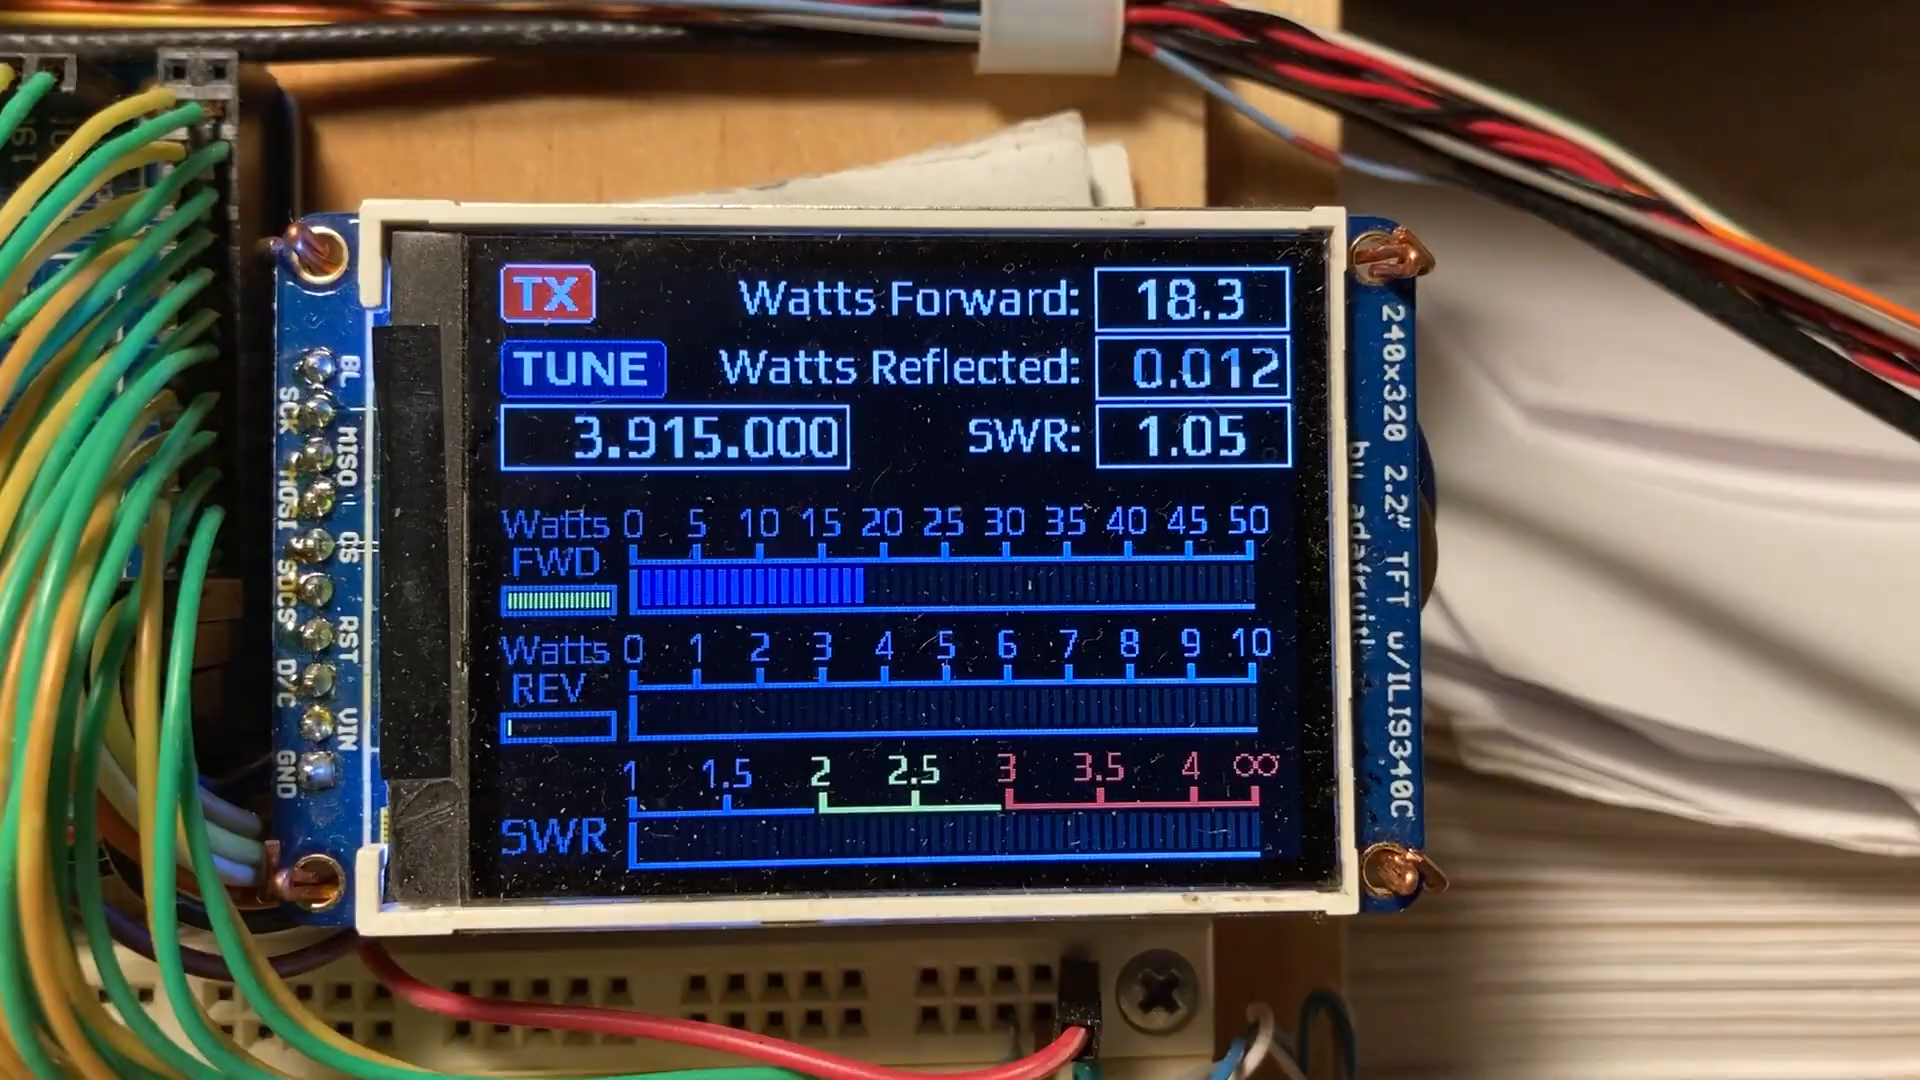 TX Watts Forward: 18.3
TUNE Watts Reflected: 0.012
3.915.000 SWR: 1.05
Watts 0 5 10 15 20 25 30 35 40 45 50
FWD
Watts 0 1 2 3 4 5 6 7 8 9 10
REV
1 1.5 2 2.5 3 3.5 4 ∞
SWR
BL
SCK
MISO
MOSI
CS
SDCS
RST
D/C
VIN
GND
240x320 2.2" TFT w/ILI9340C
by adafruit!